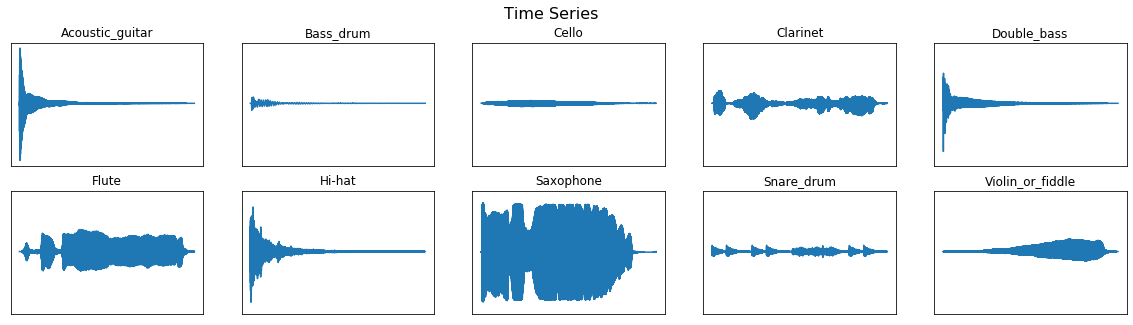 Time Series
Acoustic_guitar
Bass_drum
Cello
Clarinet
Double_bass
Flute
Hi-hat
Saxophone
Snare_drum
Violin_or_fiddle